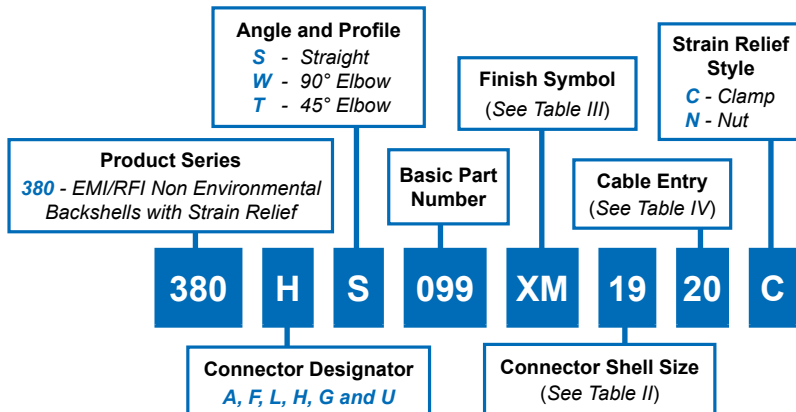 Angle and Profile
S - Straight
W - 90° Elbow
T - 45° Elbow
Strain Relief
Style
C - Clamp
N - Nut
Finish Symbol
(See Table III)
Product Series
380 - EMI/RFI Non Environmental
Backshells with Strain Relief
Basic Part
Number
Cable Entry
(See Table IV)
380 H S 099 XM 19 20 C
Connector Designator
A, F, L, H, G and U
Connector Shell Size
(See Table II)